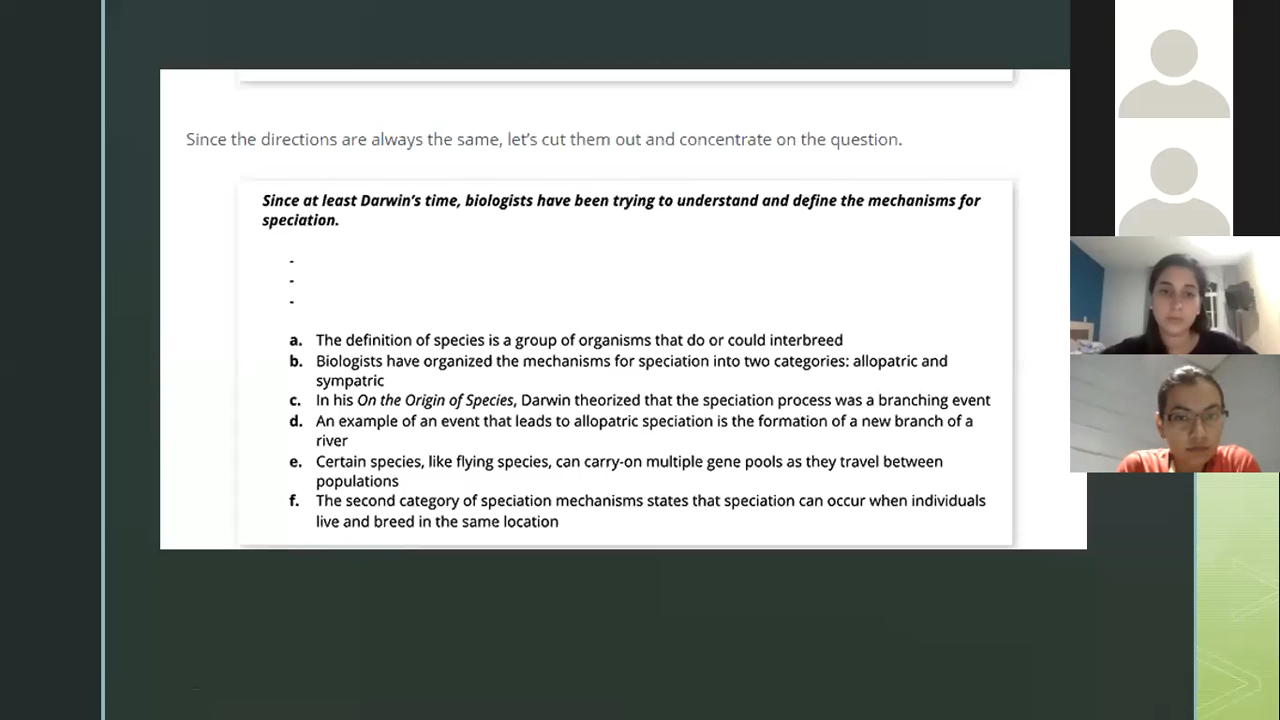 Since the directions are always the same, let's cut them out and concentrate on the question.
Since at least Darwin's time, biologists have been trying to understand and define the mechanisms for
speciation.
-
-
-
a. The definition of species is a group of organisms that do or could interbreed
b. Biologists have organized the mechanisms for speciation into two categories: allopatric and
sympatric
c. In his On the Origin of Species, Darwin theorized that the speciation process was a branching event
d. An example of an event that leads to allopatric speciation is the formation of a new branch of a
river
e. Certain species, like flying species, can carry-on multiple gene pools as they travel between
populations
f. The second category of speciation mechanisms states that speciation can occur when individuals
live and breed in the same location